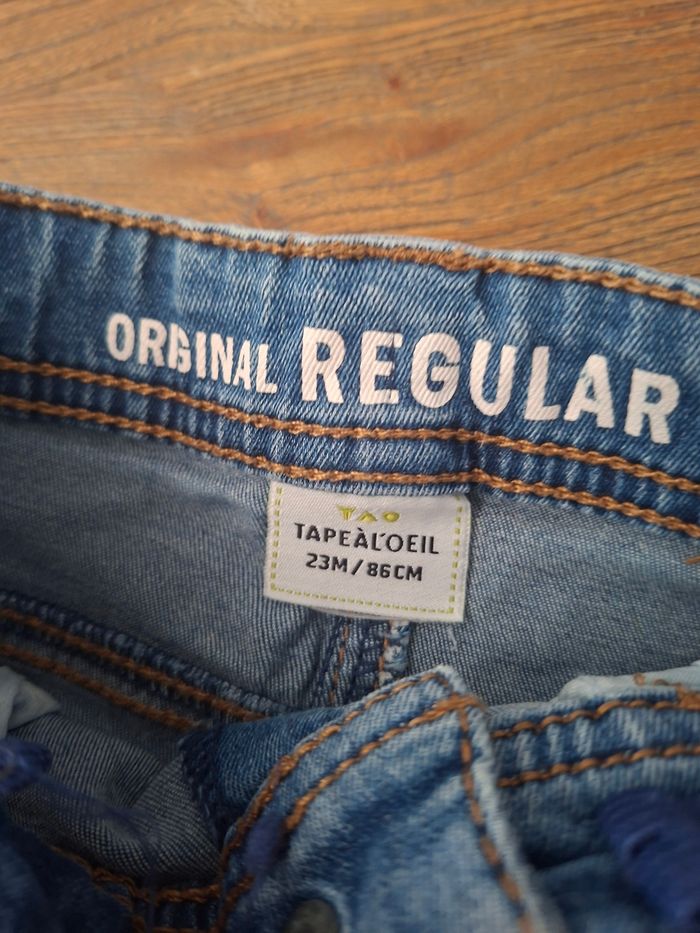 ORIGINAL REGULAR
TAO
TAPEÀL'OEIL
23M/86CM